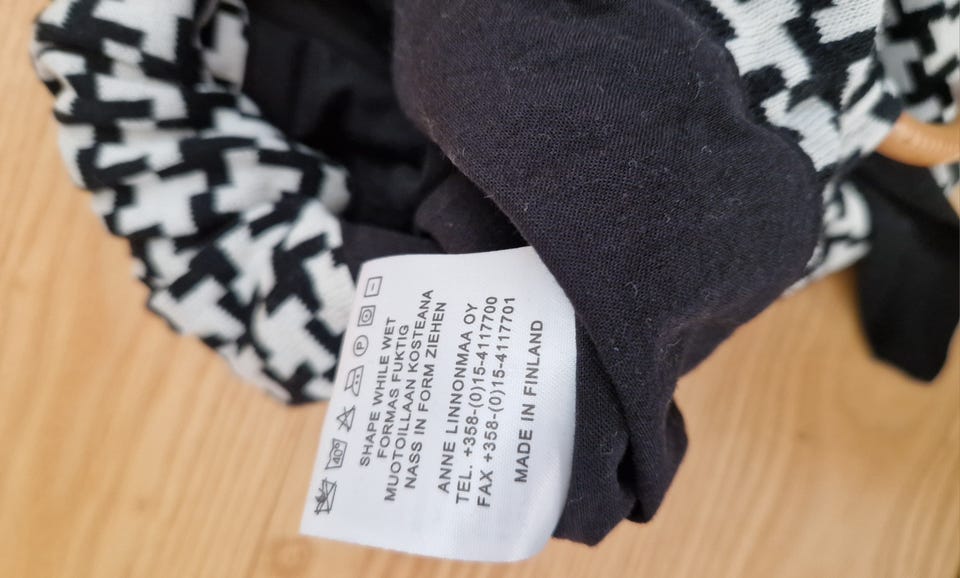 40°
P
SHAPE WHILE WET
FORMAS FUKTIG
MUOTOILLAAN KOSTEANA
NASS IN FORM ZIEHEN
ANNE LINNONMAA OY
TEL. +358-(0)15-4117700
FAX +358-(0)15-4117701
MADE IN FINLAND